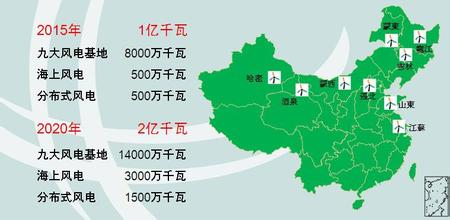 2015年 1亿千瓦
九大风电基地 8000万千瓦
海上风电 500万千瓦
分布式风电 500万千瓦
2020年 2亿千瓦
九大风电基地 14000万千瓦
海上风电 3000万千瓦
分布式风电 1500万千瓦
蒙東
吉林
哈密
蒙西
酒泉
山東
江蘇